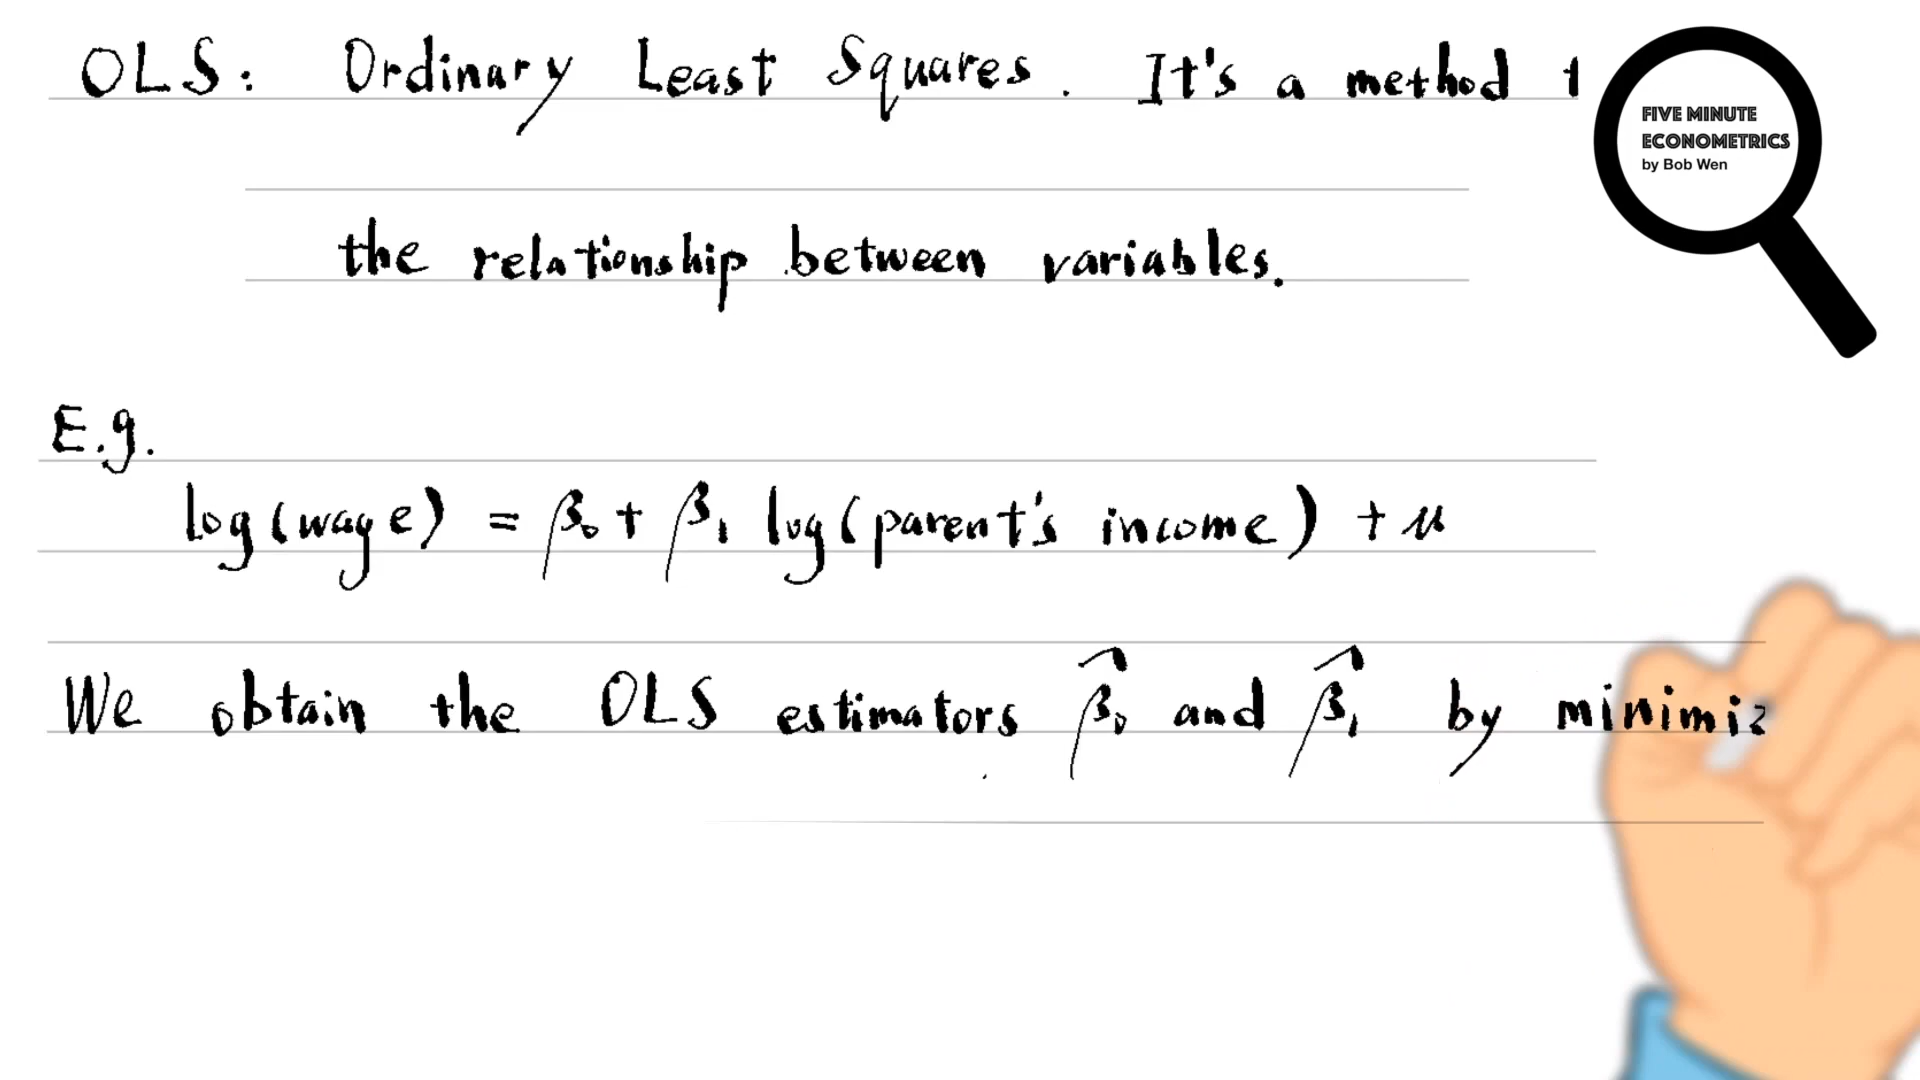 OLS: Ordinary Least Squares. It's a method t
FIVE MINUTE
ECONOMETRICS
by Bob Wen
the relationship between variables.
E.g.
log(wage) = β₀ + β₁ log(parent's income) + u
We obtain the OLS estimators β̂₀ and β̂₁ by minimiz